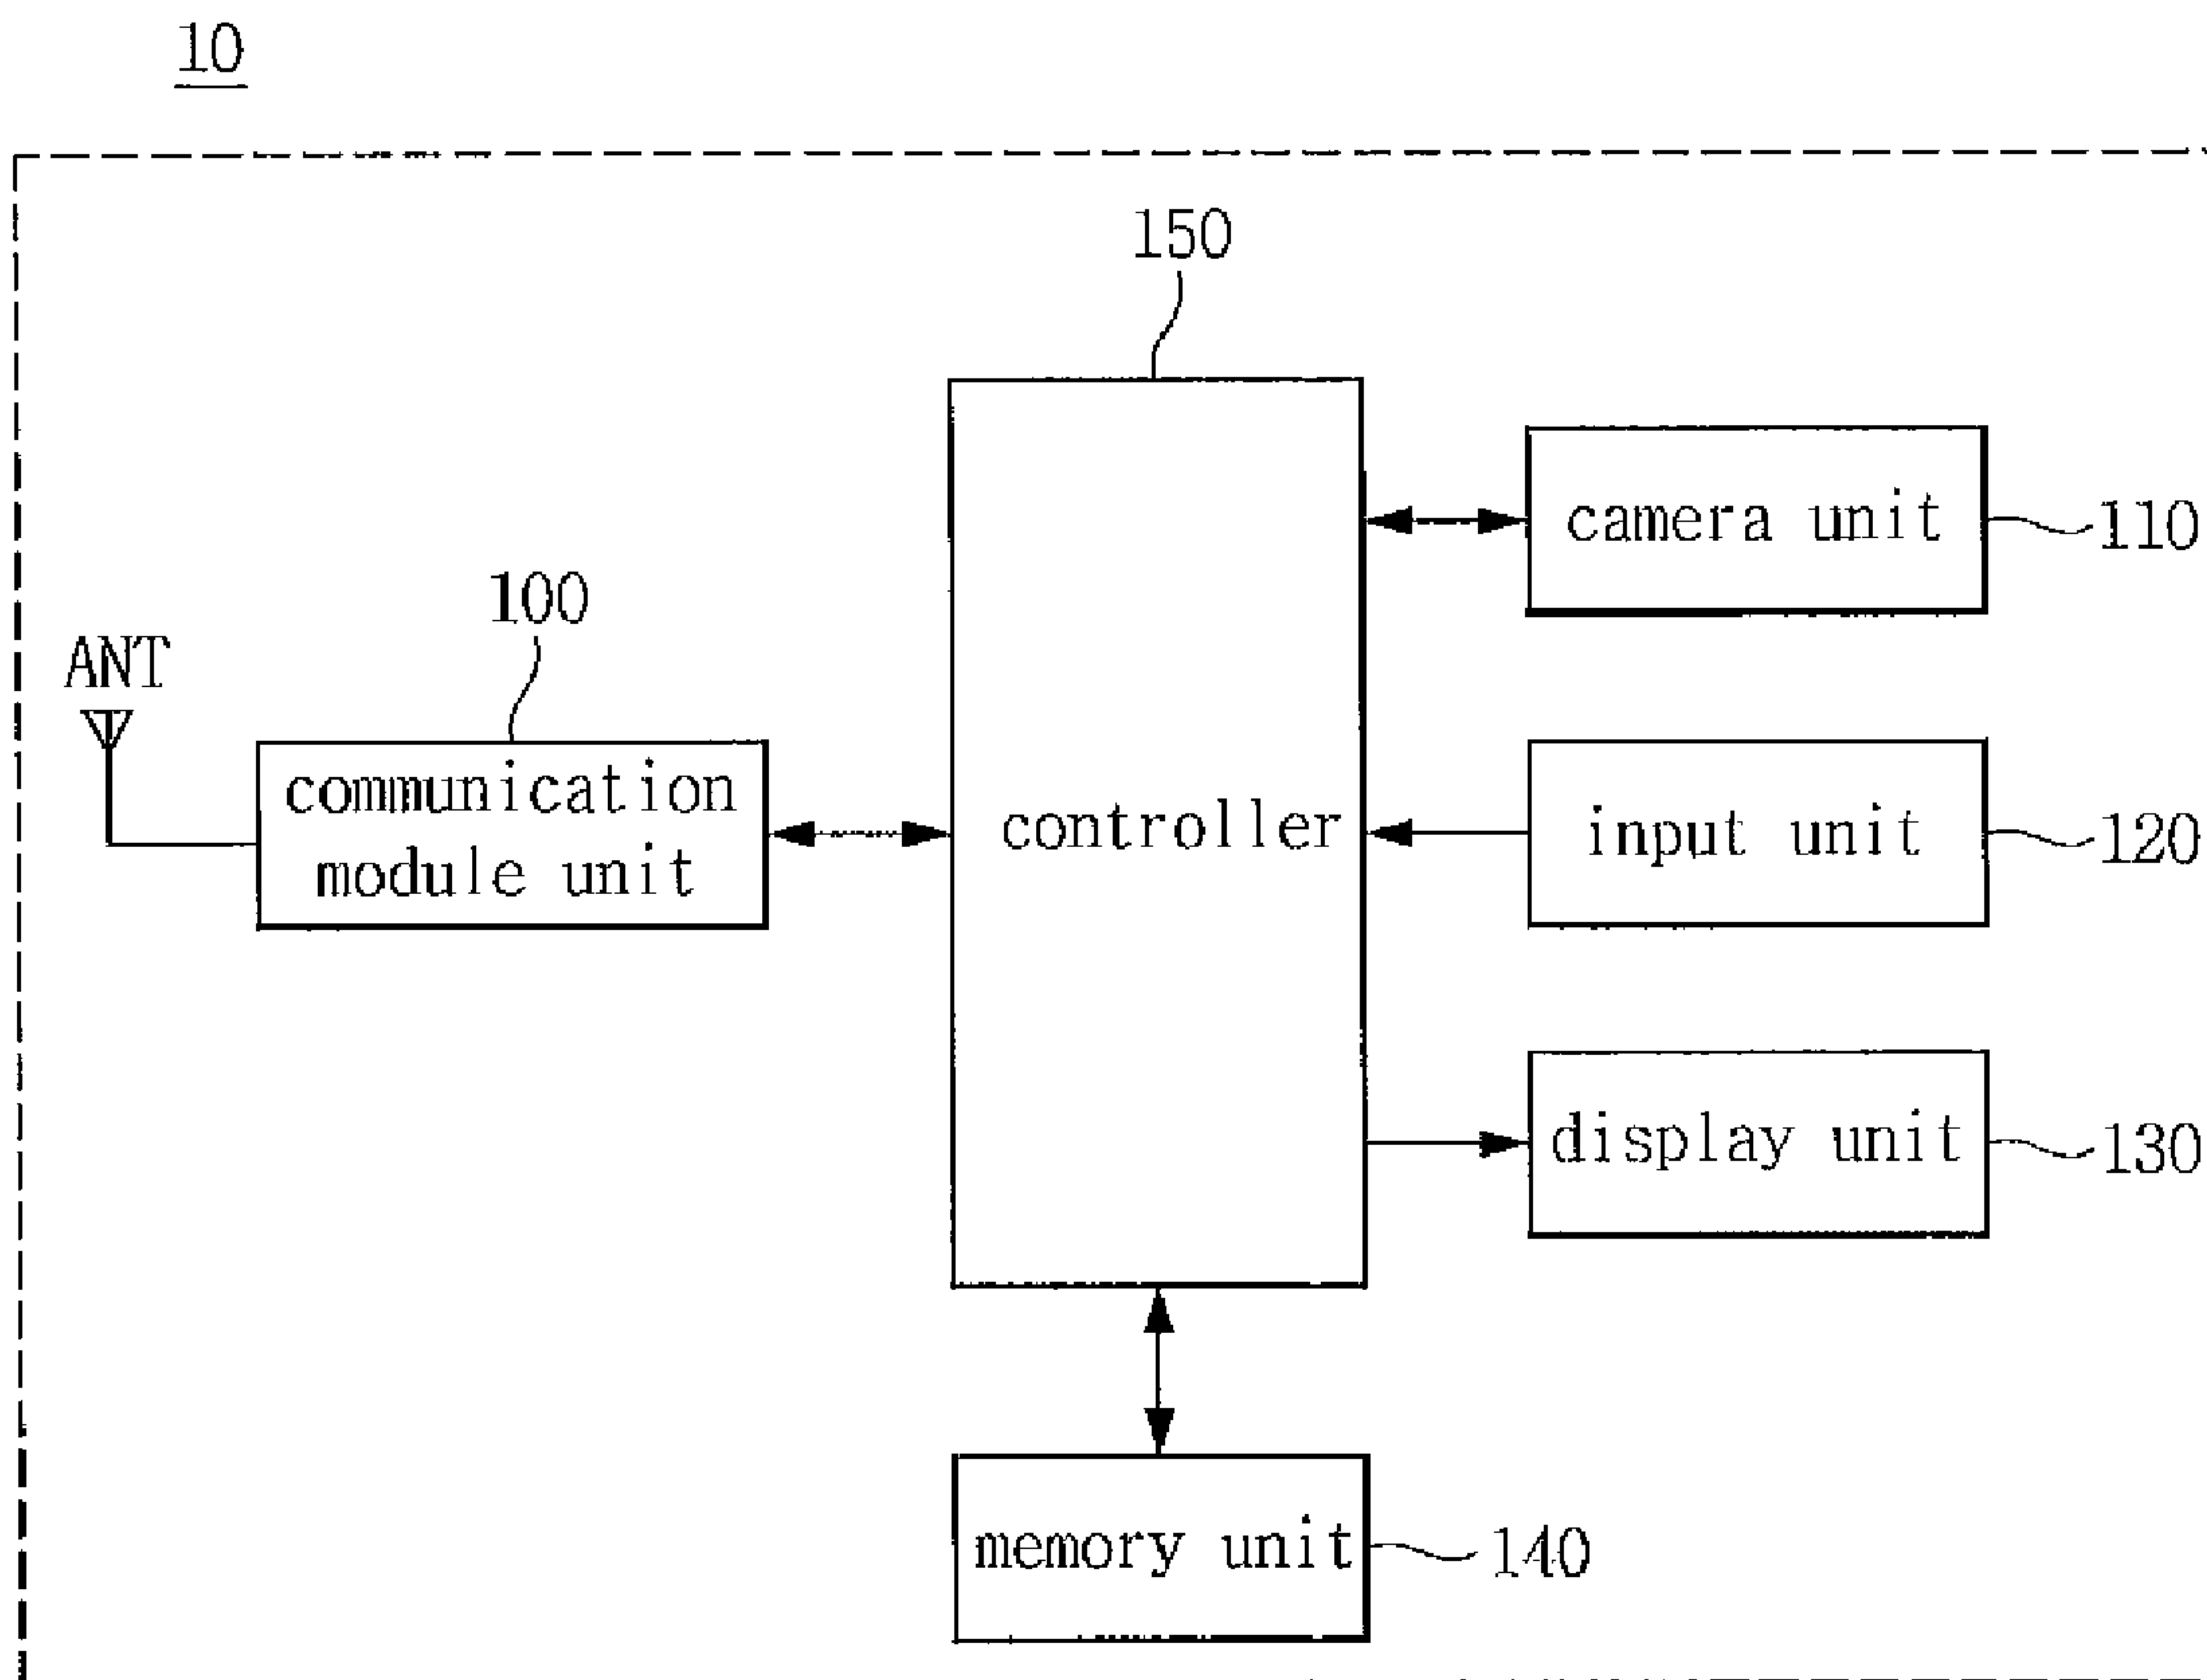 10
150
camera unit
110
100
ANT
communication
module unit
controller
input unit
120
display unit
130
memory unit
140